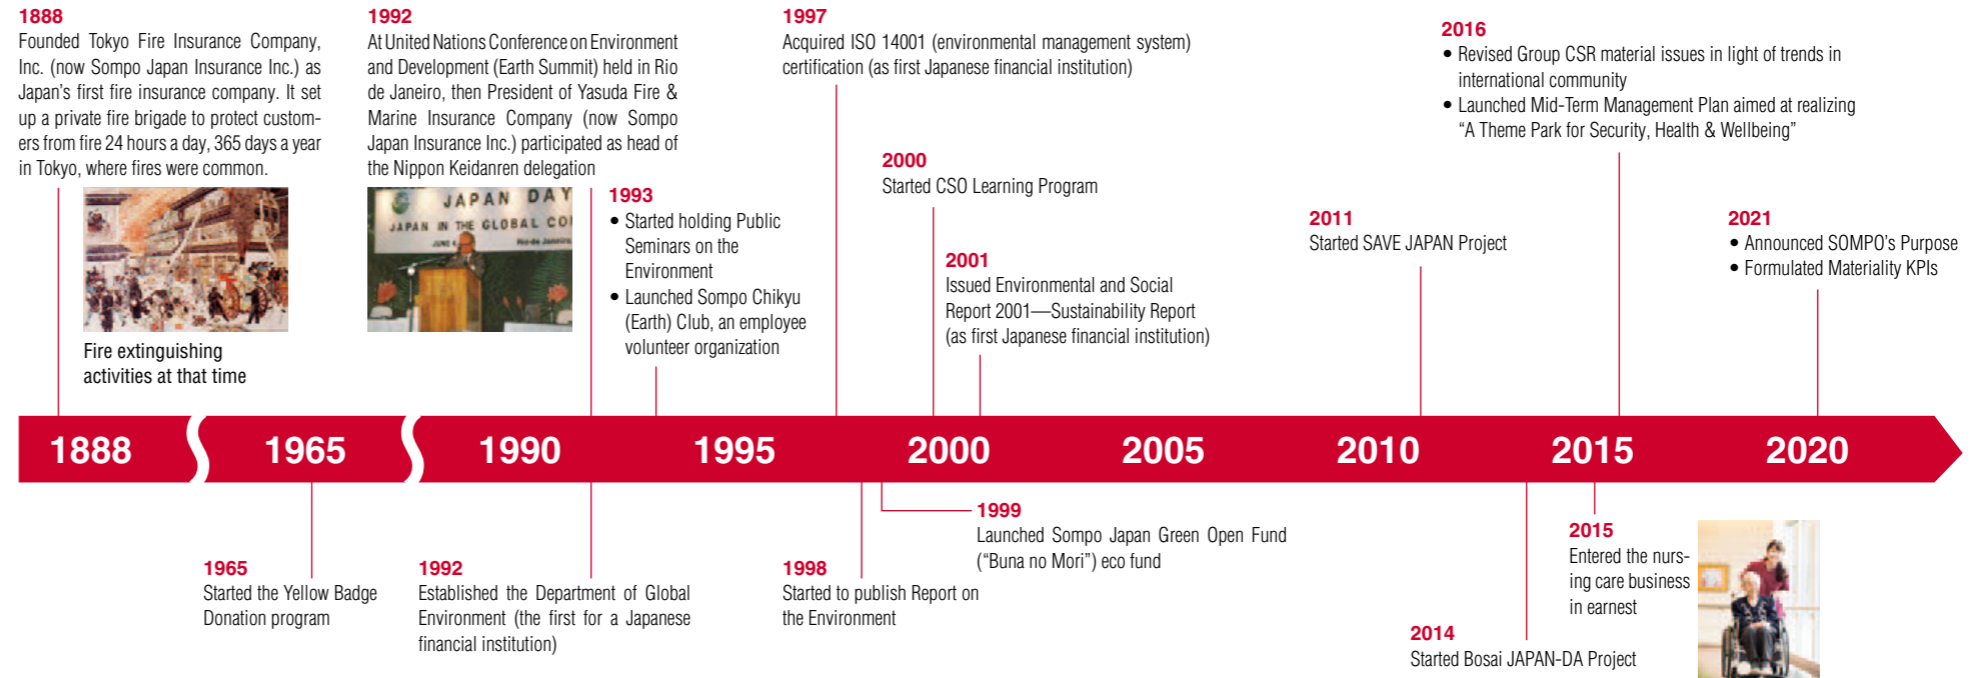 1888
Founded Tokyo Fire Insurance Company,
Inc. (now Sompo Japan Insurance Inc.) as
Japan’s first fire insurance company. It set
up a private fire brigade to protect custom-
ers from fire 24 hours a day, 365 days a year
in Tokyo, where fires were common.
Fire extinguishing
activities at that time
1992
At United Nations Conference on Environment
and Development (Earth Summit) held in Rio
de Janeiro, then President of Yasuda Fire &
Marine Insurance Company (now Sompo
Japan Insurance Inc.) participated as head of
the Nippon Keidanren delegation
JAPAN DAY
JAPAN IN THE GLOBAL CO
JUNE
Rio de Janeiro
1993
• Started holding Public
Seminars on the
Environment
• Launched Sompo Chikyu
(Earth) Club, an employee
volunteer organization
1997
Acquired ISO 14001 (environmental management system)
certification (as first Japanese financial institution)
2000
Started CSO Learning Program
2001
Issued Environmental and Social
Report 2001—Sustainability Report
(as first Japanese financial institution)
2011
Started SAVE JAPAN Project
2016
• Revised Group CSR material issues in light of trends in
international community
• Launched Mid-Term Management Plan aimed at realizing
“A Theme Park for Security, Health & Wellbeing”
2021
• Announced SOMPO’s Purpose
• Formulated Materiality KPIs
1888 1965 1990 1995 2000 2005 2010 2015 2020
1965
Started the Yellow Badge
Donation program
1992
Established the Department of Global
Environment (the first for a Japanese
financial institution)
1998
Started to publish Report on
the Environment
1999
Launched Sompo Japan Green Open Fund
(“Buna no Mori”) eco fund
2014
Started Bosai JAPAN-DA Project
2015
Entered the nurs-
ing care business
in earnest